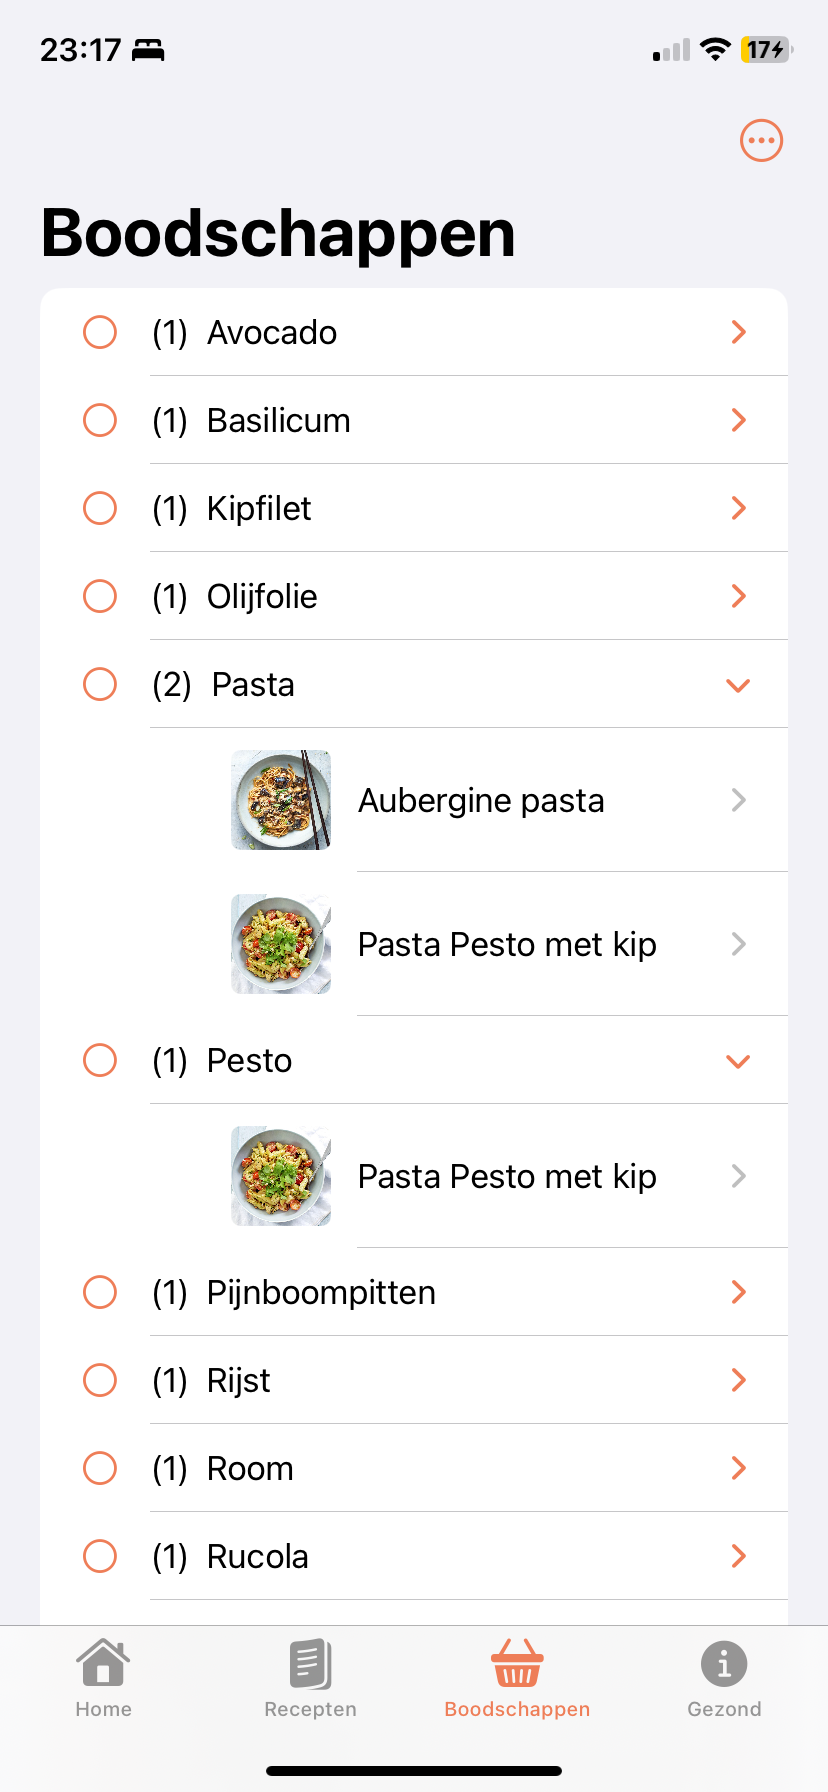 23:17
17
Boodschappen
(1) Avocado
(1) Basilicum
(1) Kipfilet
(1) Olijfolie
(2) Pasta
Aubergine pasta
Pasta Pesto met kip
(1) Pesto
Pasta Pesto met kip
(1) Pijnboompitten
(1) Rijst
(1) Room
(1) Rucola
Home
Recepten
Boodschappen
Gezond